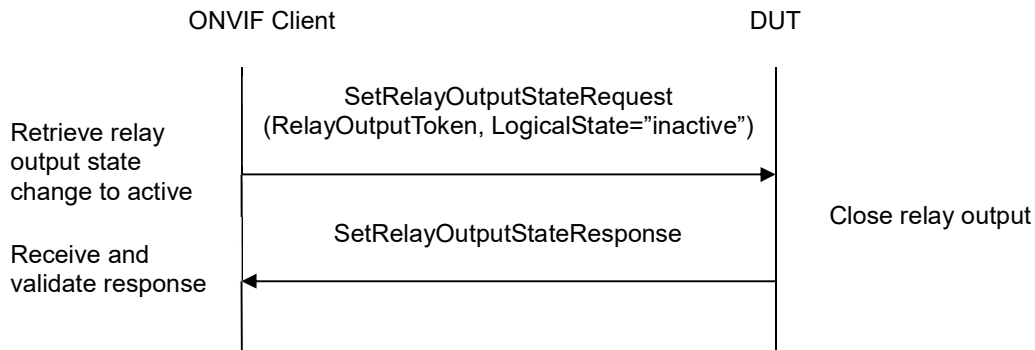 ONVIF Client
DUT
SetRelayOutputStateRequest
(RelayOutputToken, LogicalState=”inactive”)
Retrieve relay
output state
change to active
Close relay output
SetRelayOutputStateResponse
Receive and
validate response